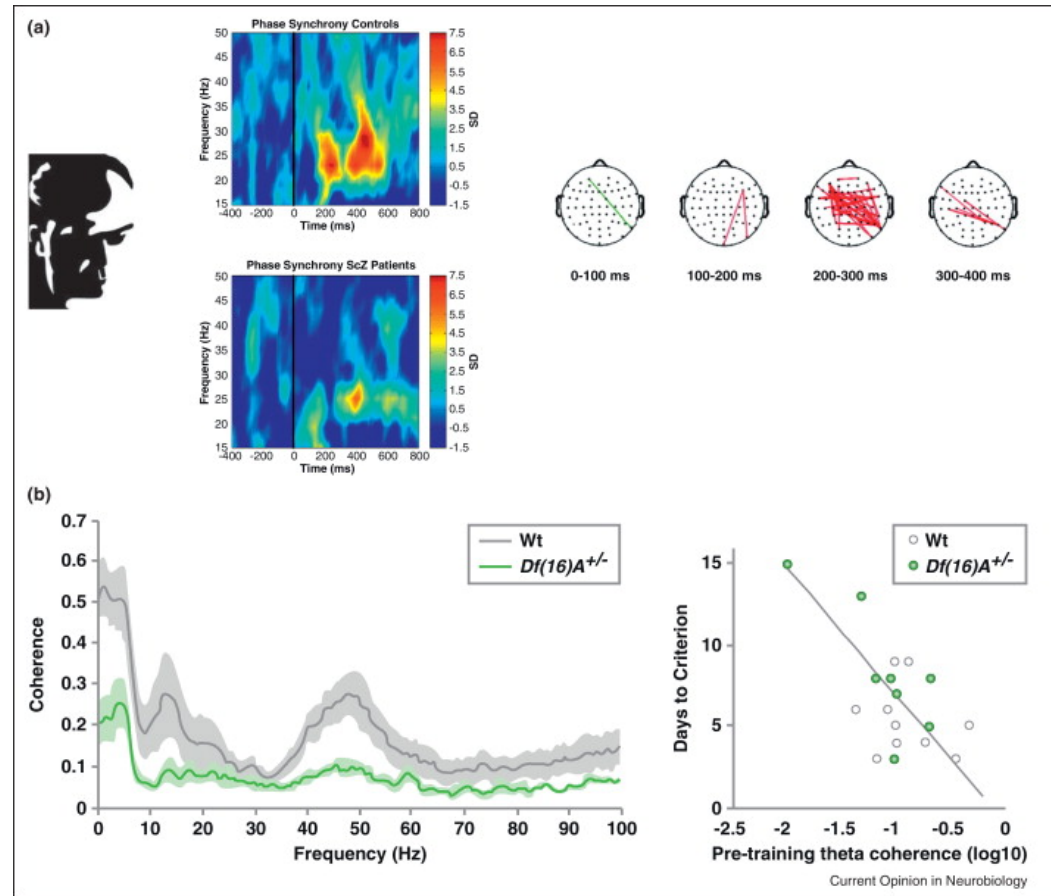 (a)
Phase Synchrony Controls
Frequency (Hz)
50
45
40
35
30
25
20
15
-400 -200 0 200 400 600 800
Time (ms)
7.5
6.5
5.5
4.5
3.5
2.5
1.5
0.5
-0.5
-1.5
SD
Phase Synchrony ScZ Patients
Frequency (Hz)
50
45
40
35
30
25
20
15
-400 -200 0 200 400 600 800
Time (ms)
7.5
6.5
5.5
4.5
3.5
2.5
1.5
0.5
-0.5
-1.5
SD
0-100 ms 100-200 ms 200-300 ms 300-400 ms
(b)
Coherence
0.7
0.6
0.5
0.4
0.3
0.2
0.1
0
0 10 20 30 40 50 60 70 80 90 100
Frequency (Hz)
Wt
Df(16)A+/-
Days to Criterion
15
10
5
0
-2.5 -2 -1.5 -1 -0.5 0
Pre-training theta coherence (log10)
Wt
Df(16)A+/-
Current Opinion in Neurobiology